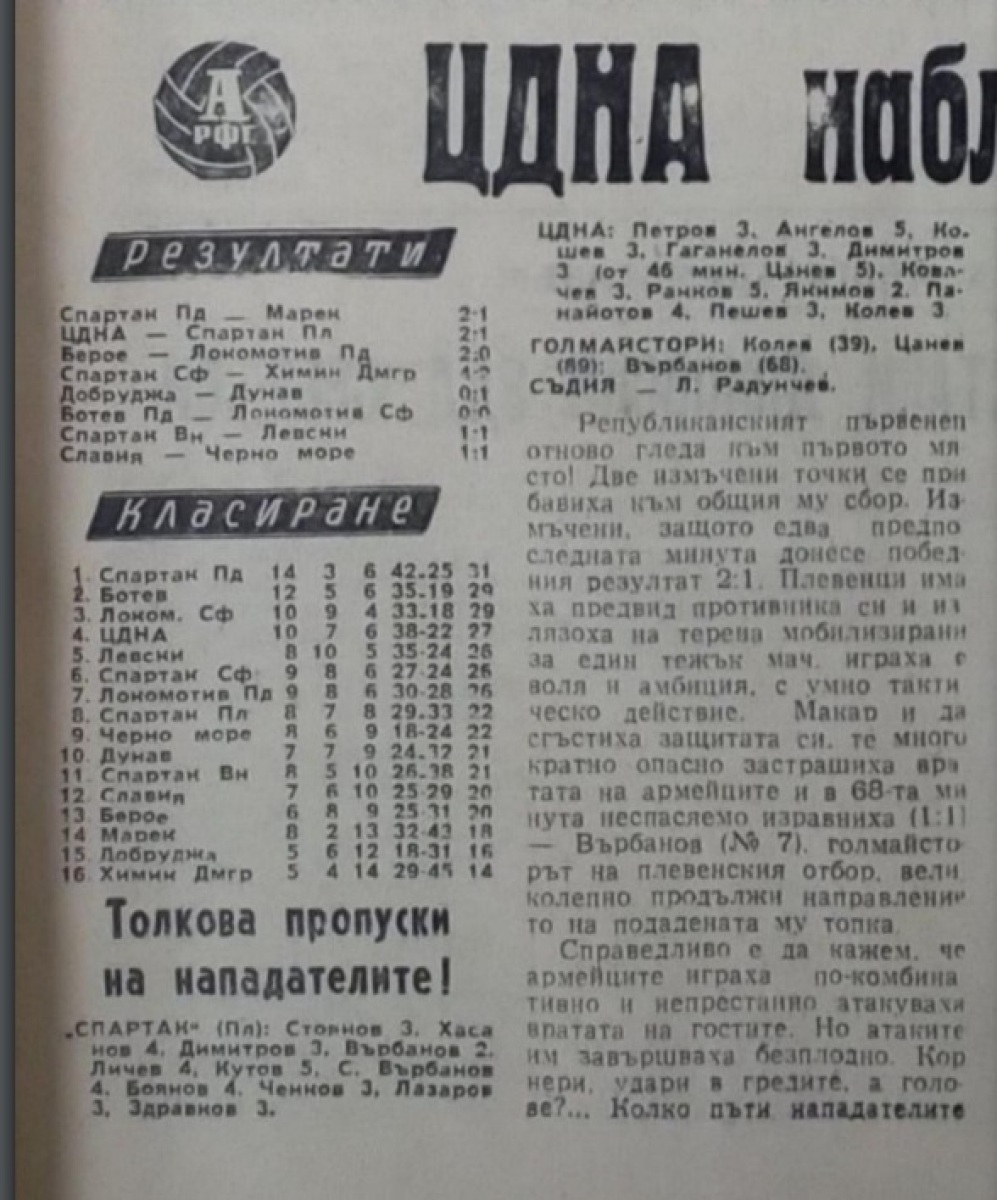 А
РФГ
ЦДНА набл
Резултати
Спартак Пд — Марек 2:1
ЦДНА — Спартак Пл 2:1
Берое — Локомотив Пд 2:0
Спартак Сф — Химик Дмгр
Добруджа — Дунав 0:1
Ботев Пд — Локомотив Сф 0:0
Спартак Вн — Левски 1:1
Славия — Черно море 1:1
Класиране
1. Спартак Пд 14 3 6 42-25 31
2. Ботев 12 5 6 35-19 29
3. Локом. Сф 10 9 4 33-18 29
4. ЦДНА 10 7 6 38-22 27
5. Левски 8 10 5 35-24 26
6. Спартак Сф 9 8 6 27-24 26
7. Локомотив Пд 9 8 6 30-28 26
8. Спартак Пл 8 7 8 29-33 22
9. Черно море 8 6 9 18-24 22
10. Дунав 7 7 9 24-32 21
11. Спартак Вн 8 5 10 26-38 21
12. Славия 7 6 10 25-29 20
13. Берое 6 8 9 25-31 20
14. Марек 8 2 13 32-43 18
15. Добруджа 5 6 12 18-31 16
16. Химик Дмгр 5 4 14 29-45 14
Толкова пропуски
на нападателите!
„СПАРТАК“ (Пл): Стоянов 3, Хаса
нов 4, Димитров 3, Върбанов 2,
Личев 4, Кутов 5, С. Върбанов
4, Боянов 4, Ченков 3, Лазаров
3, Здравков 3.
ЦДНА: Петров 3, Ангелов 5, Ко-
шев 3, Гаганелов 3, Димитров
3 (от 46 мин. Цанев 5), Ковач-
чев 3, Ранков 5, Якимов 2, Па-
найотов 4, Пешев 3, Колев 3
ГОЛМАЙСТОРИ: Колев (39), Цанев
(89); Върбанов (68).
СЪДИЯ — Л. Радунчев.
Републиканският първенец
отново гледа към първото мя
сто! Две измъчени точки се при
бавиха към общия му сбор. Из
мъчени, защото едва предпо
следната минута донесе побед-
ния резултат 2:1. Плевенци има
ха предвид противника си и из
лязоха на терена мобилизирани
за един тежък мач, играха с
воля и амбиция, с умно такти
ческо действие. Макар и да
сгъстиха защитата си, те много
кратно опасно застрашиха вра
тата на армейците и в 68-та ми
нута неспасяемо изравниха (1:1)
— Върбанов (№ 7), голмайсто-
рът на плевенския отбор, вели
колепно продължи направление
то на подадената му топка.
Справедливо е да кажем, че
армейците играха по-комбина
тивно и непрестанно атакуваха
вратата на гостите. Но атаките
им завършваха безплодно. Кор
нери, удари в гредите, а голо-
ве?... Колко пъти нападателите